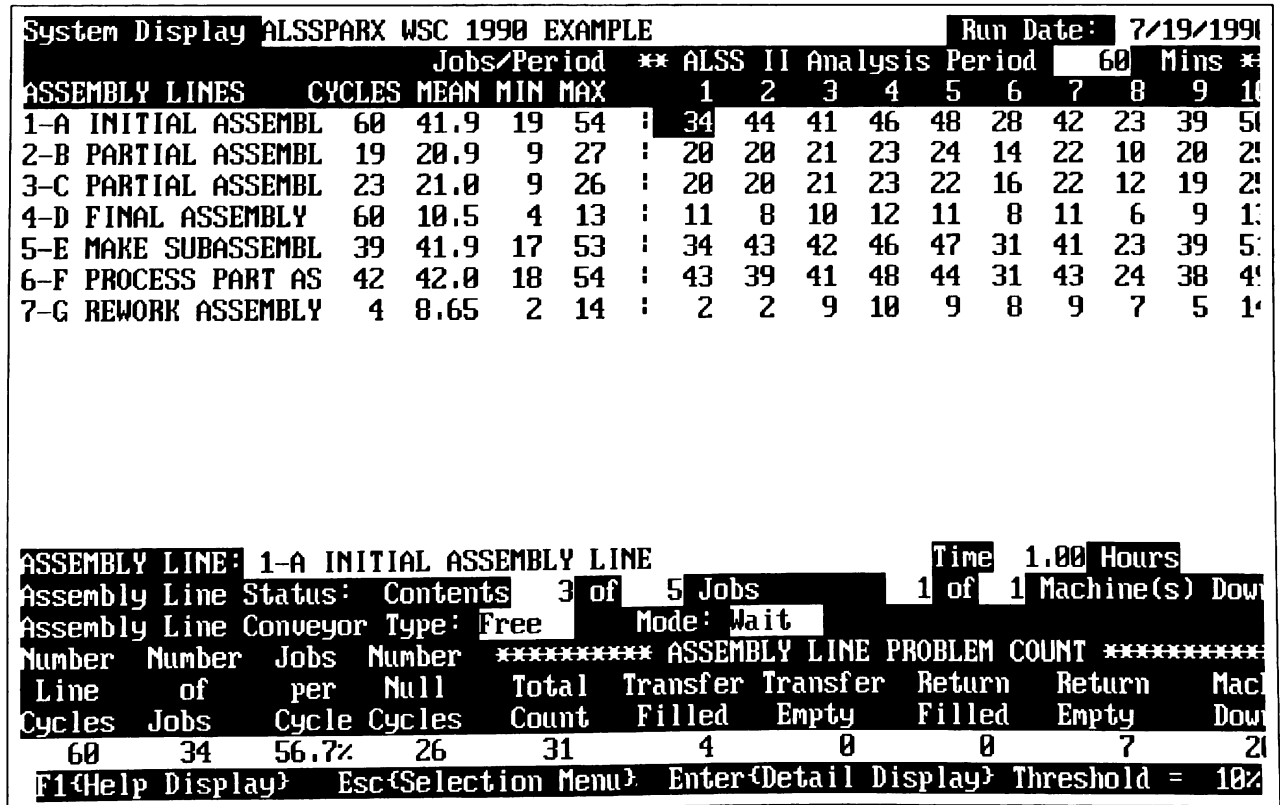 System Display ALSSPARX WSC 1990 EXAMPLE Run Date: 7/19/199
Jobs/Period ** ALSS II Analysis Period 60 Mins *
ASSEMBLY LINES CYCLES MEAN MIN MAX 1 2 3 4 5 6 7 8 9 1
1-A INITIAL ASSEMBL 60 41.9 19 54 : 34 44 41 46 48 28 42 23 39 5
2-B PARTIAL ASSEMBL 19 20.9 9 27 : 20 20 21 23 24 14 22 10 20 2
3-C PARTIAL ASSEMBL 23 21.0 9 26 : 20 20 21 23 22 16 22 12 19 2
4-D FINAL ASSEMBLY 60 10.5 4 13 : 11 8 10 12 11 8 11 6 9 1
5-E MAKE SUBASSEMBL 39 41.9 17 53 : 34 43 42 46 47 31 41 23 39 5
6-F PROCESS PART AS 42 42.0 18 54 : 43 39 41 48 44 31 43 24 38 4
7-G REWORK ASSEMBLY 4 8.65 2 14 : 2 2 9 10 9 8 9 7 5 1
ASSEMBLY LINE: 1-A INITIAL ASSEMBLY LINE Time 1.00 Hours
Assembly Line Status: Contents 3 of 5 Jobs 1 of 1 Machine(s) Dow
Assembly Line Conveyor Type: Free Mode: Wait
Number Number Jobs Number ********** ASSEMBLY LINE PROBLEM COUNT **********
Line of per Null Total Transfer Transfer Return Return Mac
Cycles Jobs Cycle Cycles Count Filled Empty Filled Empty Dow
60 34 56.7% 26 31 4 0 0 7 2
F1{Help Display} Esc{Selection Menu} Enter{Detail Display} Threshold = 10%